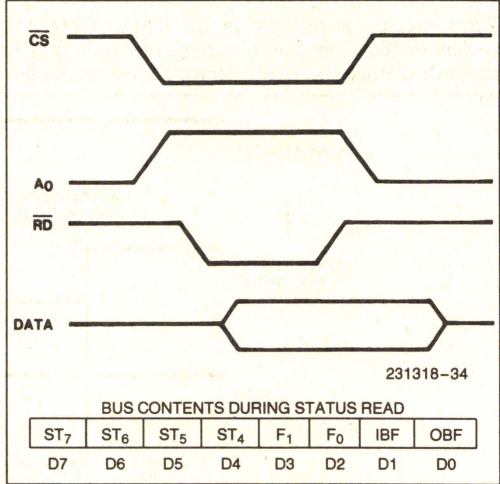 CS
A0
RD
DATA
231318-34
BUS CONTENTS DURING STATUS READ
ST7 ST6 ST5 ST4 F1 F0 IBF OBF
D7 D6 D5 D4 D3 D2 D1 D0